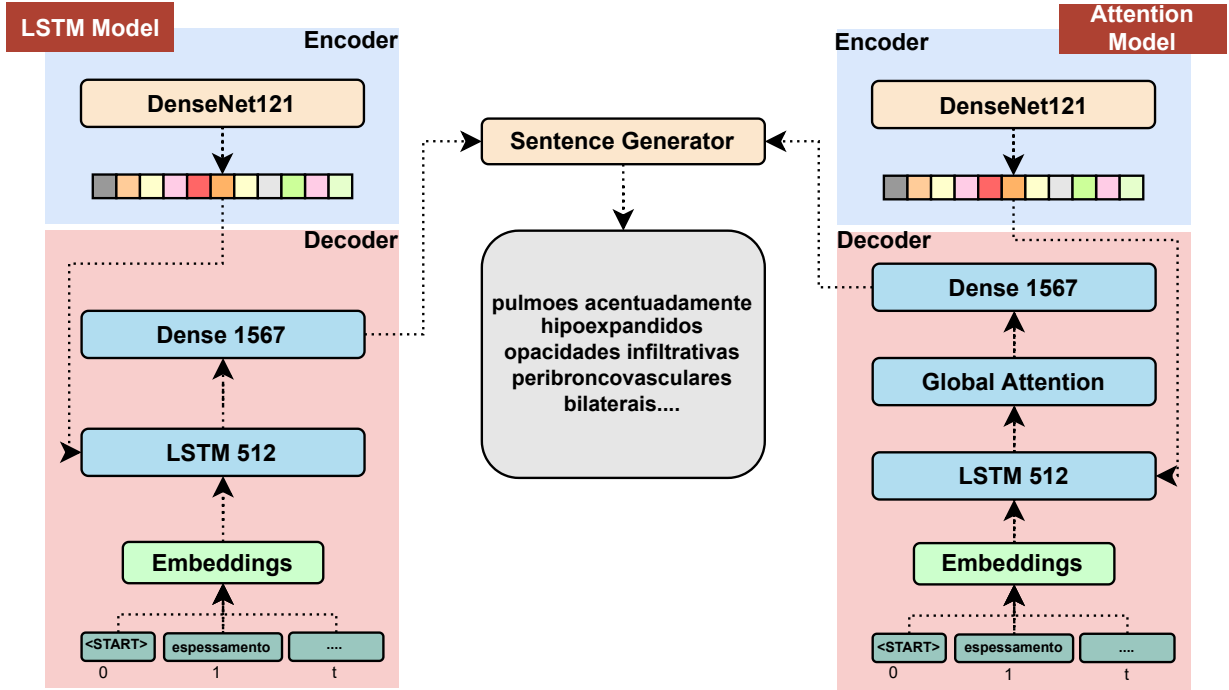 LSTM Model
Encoder
DenseNet121
Decoder
Dense 1567
LSTM 512
Embeddings
<START>
espessamento
....
0
1
t
Sentence Generator
pulmoes acentuadamente
hipoexpandidos
opacidades infiltrativas
peribroncovasculares
bilaterais....
Attention
Model
Encoder
DenseNet121
Decoder
Dense 1567
Global Attention
LSTM 512
Embeddings
<START>
espessamento
....
0
1
t